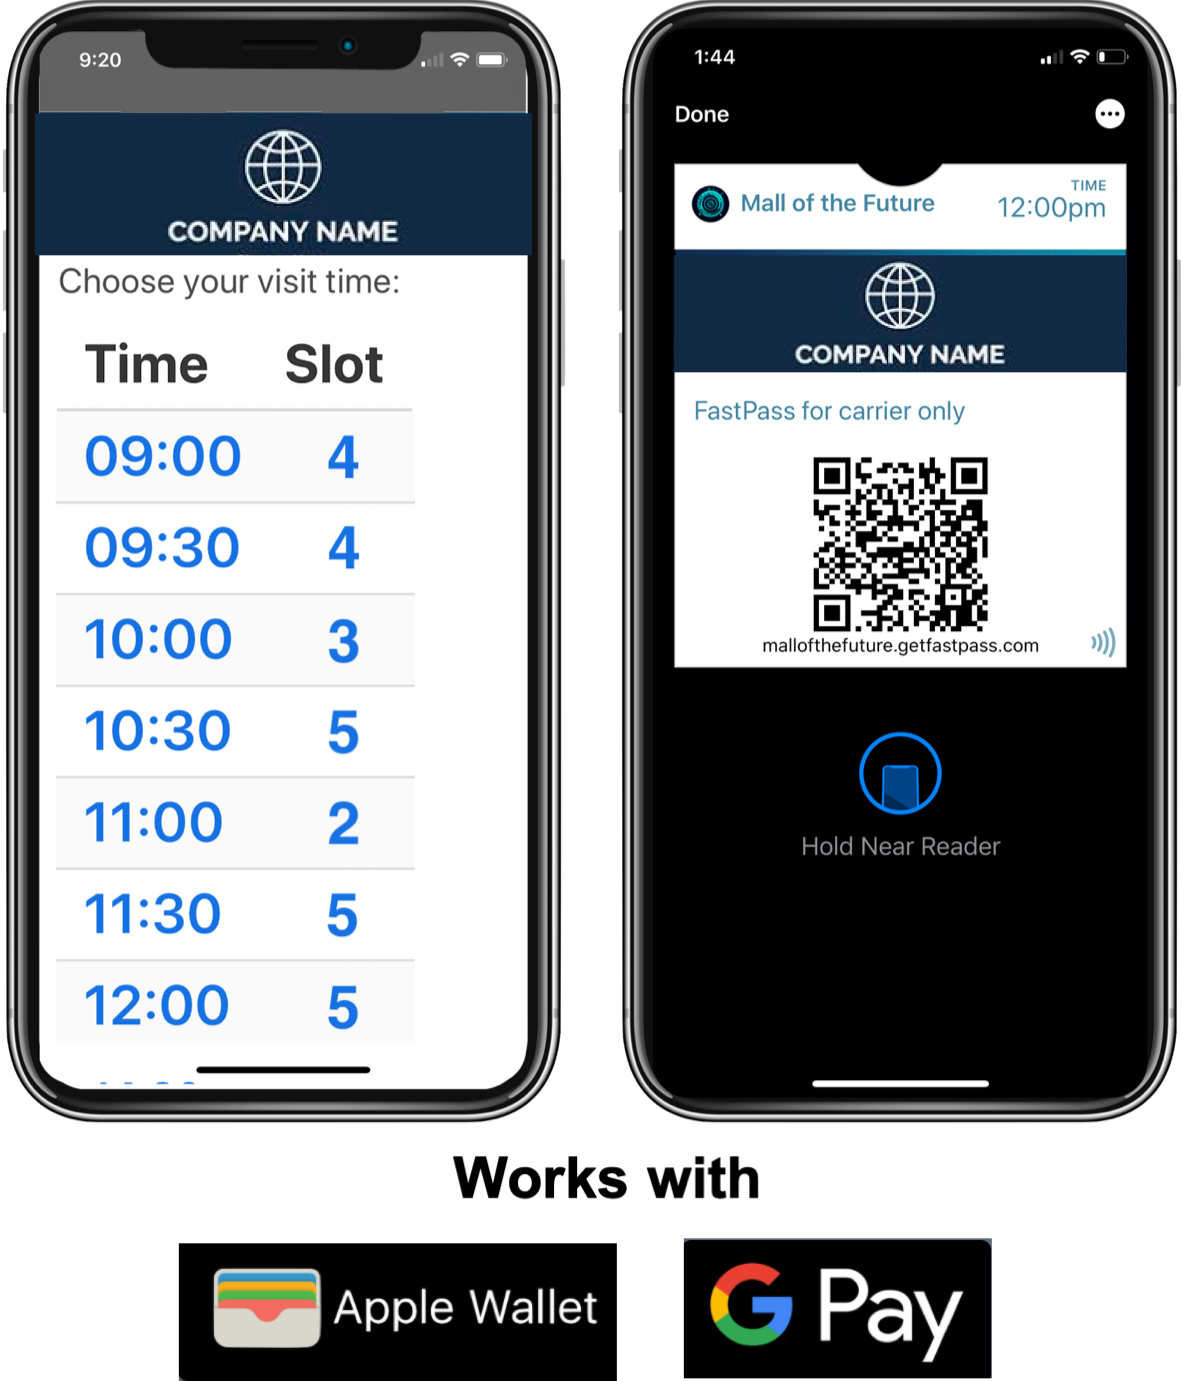 9:20
COMPANY NAME
Choose your visit time:
Time Slot
09:00 4
09:30 4
10:00 3
10:30 5
11:00 2
11:30 5
12:00 5
1:44
Done
Mall of the Future
TIME
12:00pm
COMPANY NAME
FastPass for carrier only
mallofthefuture.getfastpass.com
Hold Near Reader
Works with
Apple Wallet
G Pay